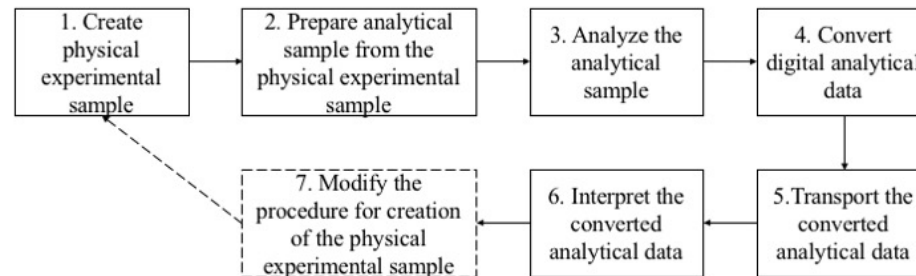 1. Create
physical
experimental
sample
2. Prepare analytical
sample from the
physical experimental
sample
3. Analyze the
analytical
sample
4. Convert
digital analytical
data
5.Transport the
converted
analytical data
6. Interpret the
converted
analytical data
7. Modify the
procedure for creation
of the physical
experimental sample